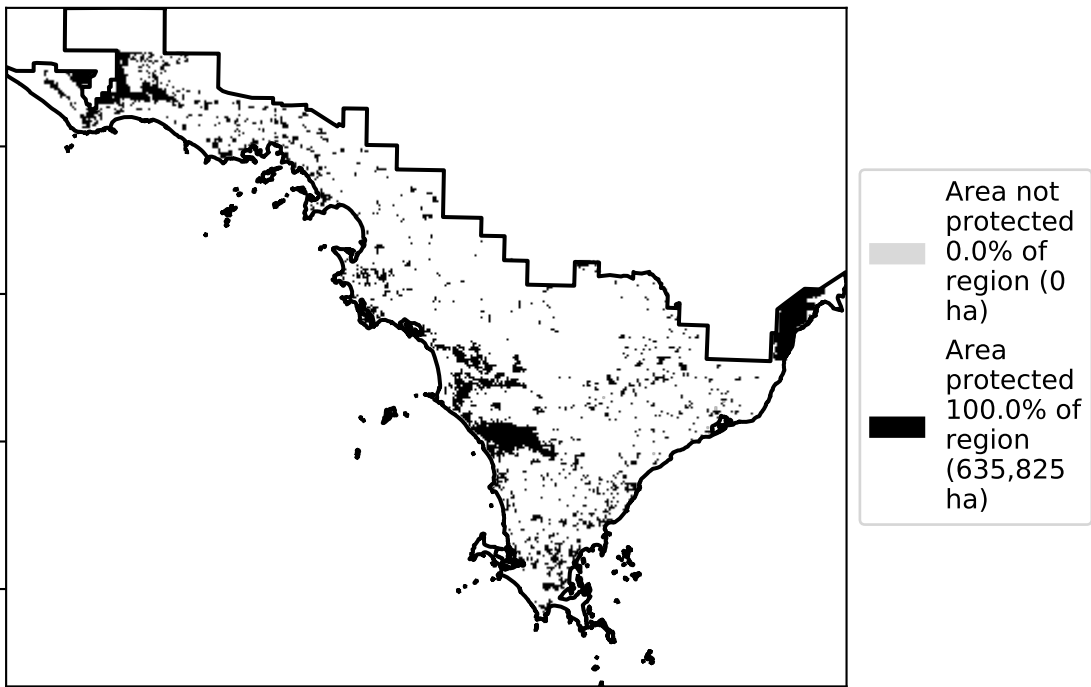 Area not
protected
0.0% of
region (0
ha)
Area
protected
100.0% of
region
(635,825
ha)